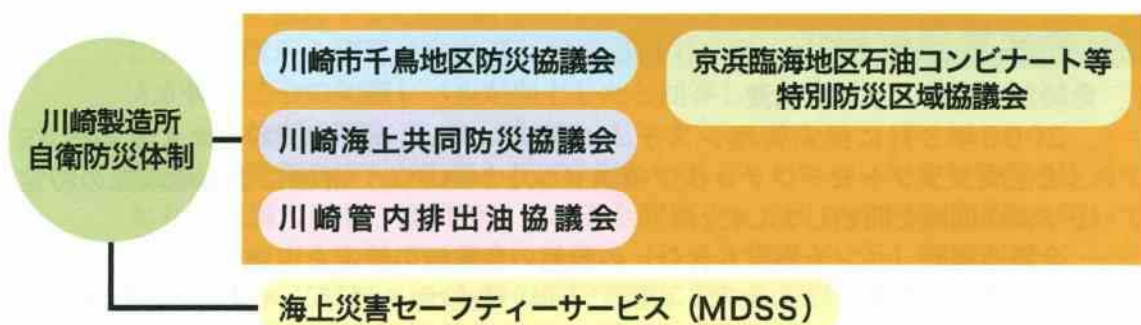 川崎製造所
自衛防災体制
川崎市千鳥地区防災協議会
川崎海上共同防災協議会
川崎管内排出油協議会
京浜臨海地区石油コンビナート等
特別防災区域協議会
海上災害セーフティーサービス（MDSS）